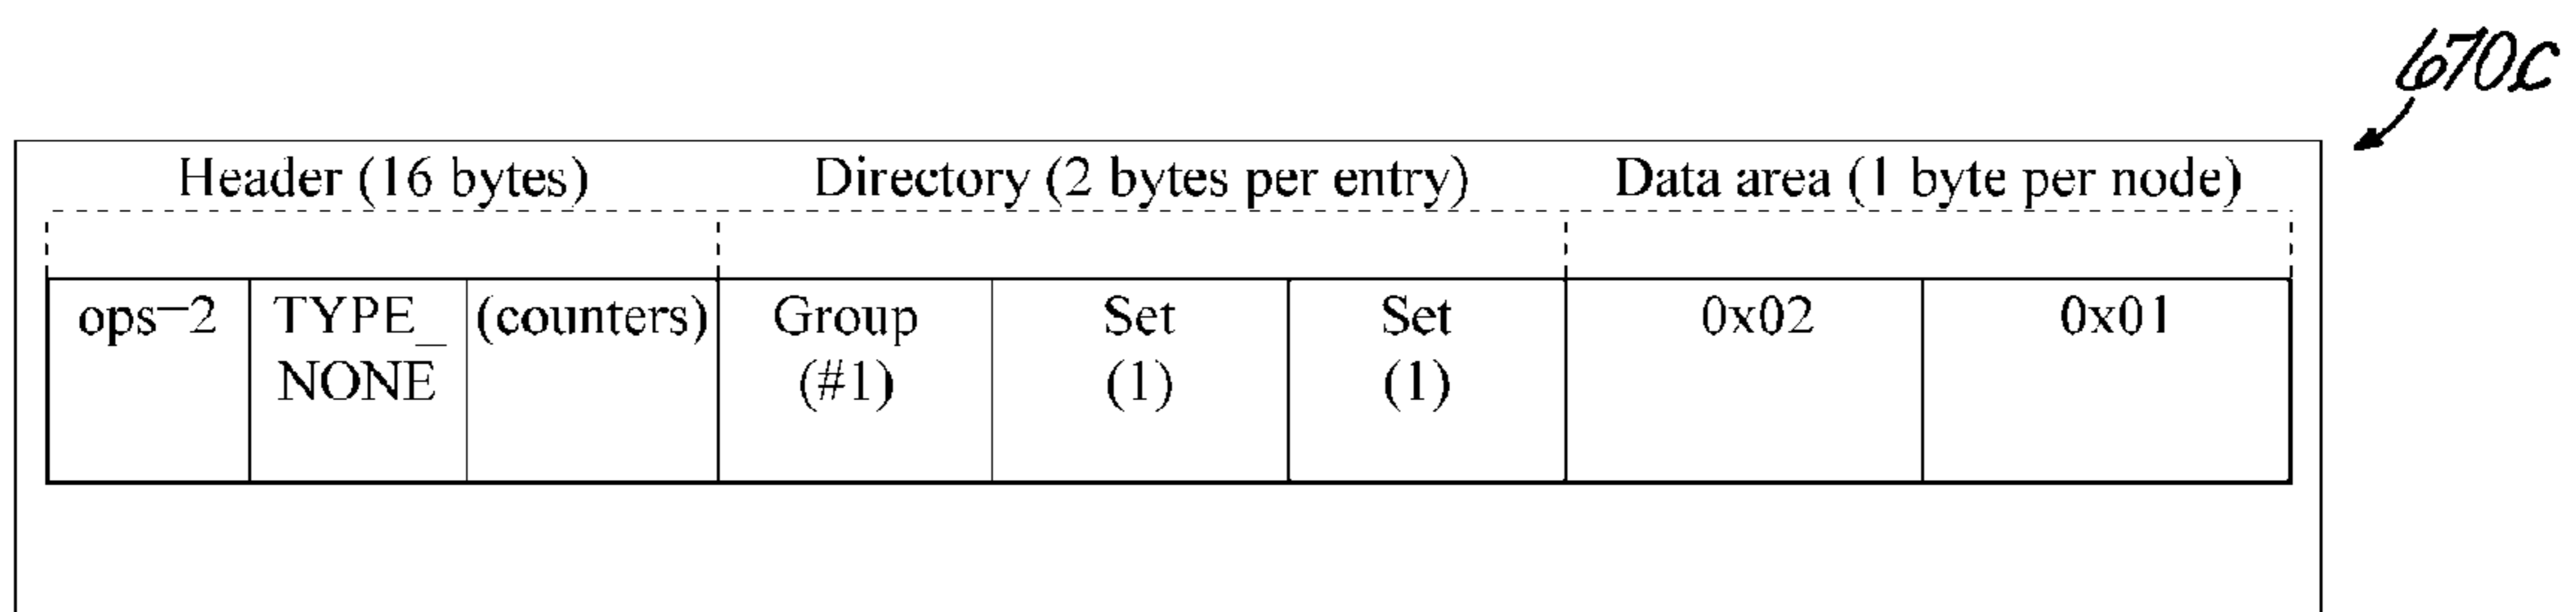 670c
Header (16 bytes) Directory (2 bytes per entry) Data area (1 byte per node)
ops-2 TYPE_ (counters) Group Set Set 0x02 0x01
NONE (#1) (1) (1)